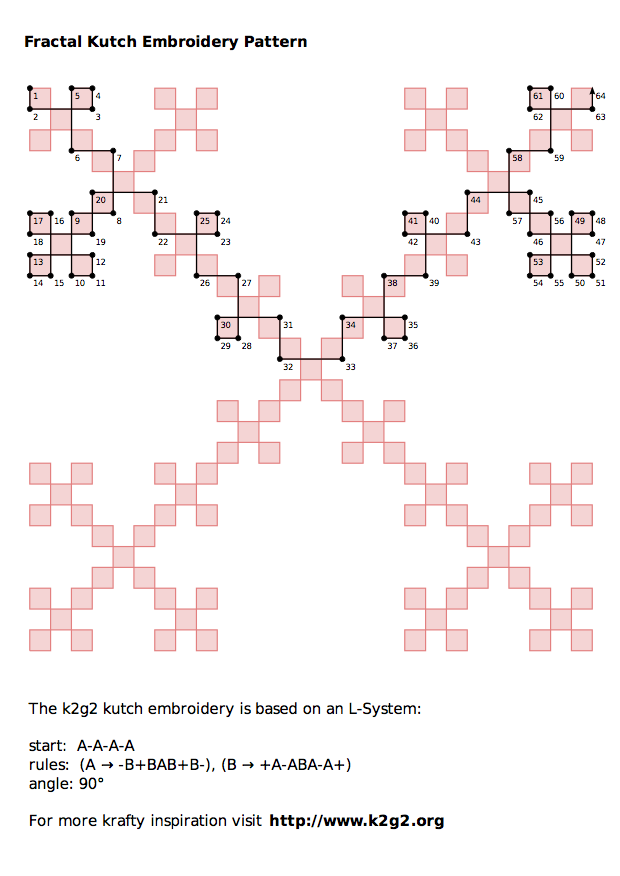 Fractal Kutch Embroidery Pattern
1 5 4 61 60 64
2 3 62 63
6 7 58 59
20 21 44 45
17 16 9 8 25 24 41 40 57 56 49 48
18 19 22 23 42 43 46 47
13 12 53 52
14 15 10 11 26 27 38 39 54 55 50 51
30 31 34 35
29 28 37 36
32 33
The k2g2 kutch embroidery is based on an L-System:
start: A-A-A-A
rules: (A → -B+BAB+B-), (B → +A-ABA-A+)
angle: 90°
For more krafty inspiration visit http://www.k2g2.org